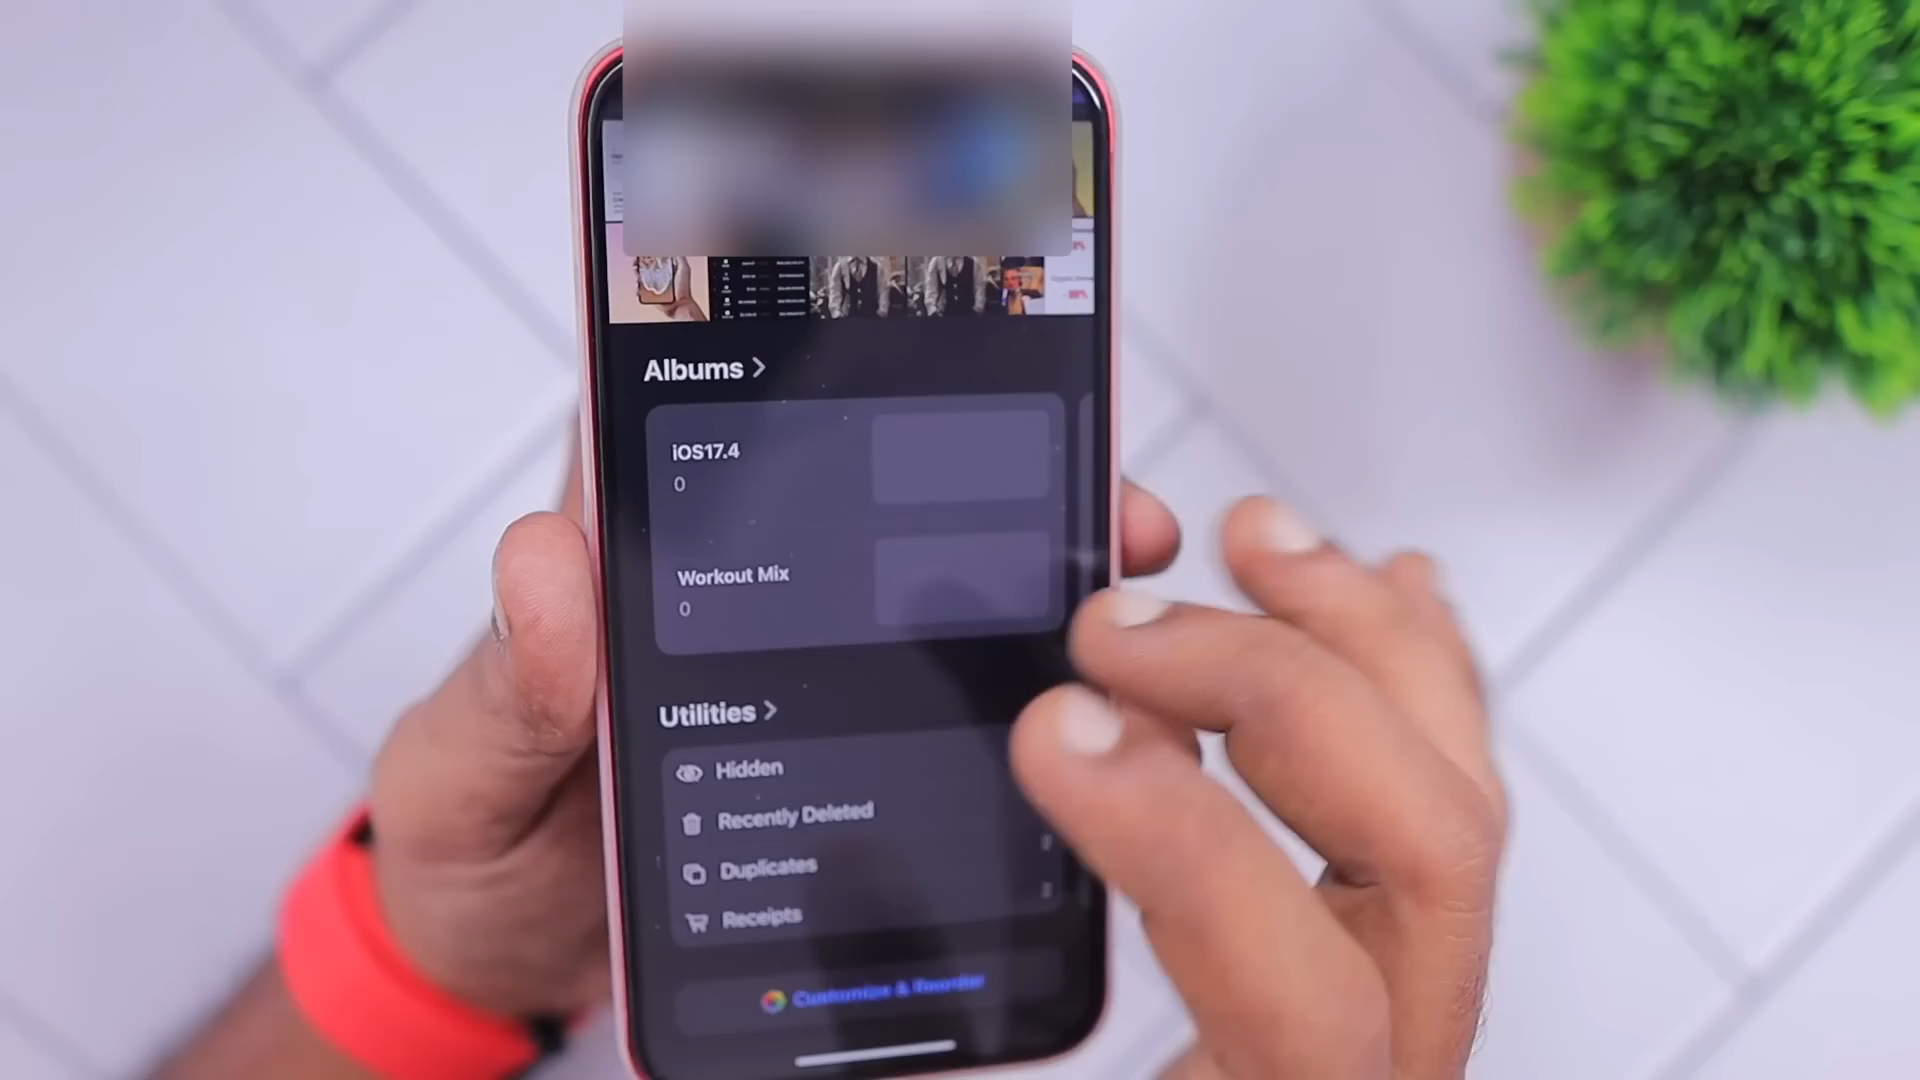 Albums
iOS17.4
0
Workout Mix
0
Utilities
Hidden
Recently Deleted
Duplicates
Receipts
Customize & Reorder